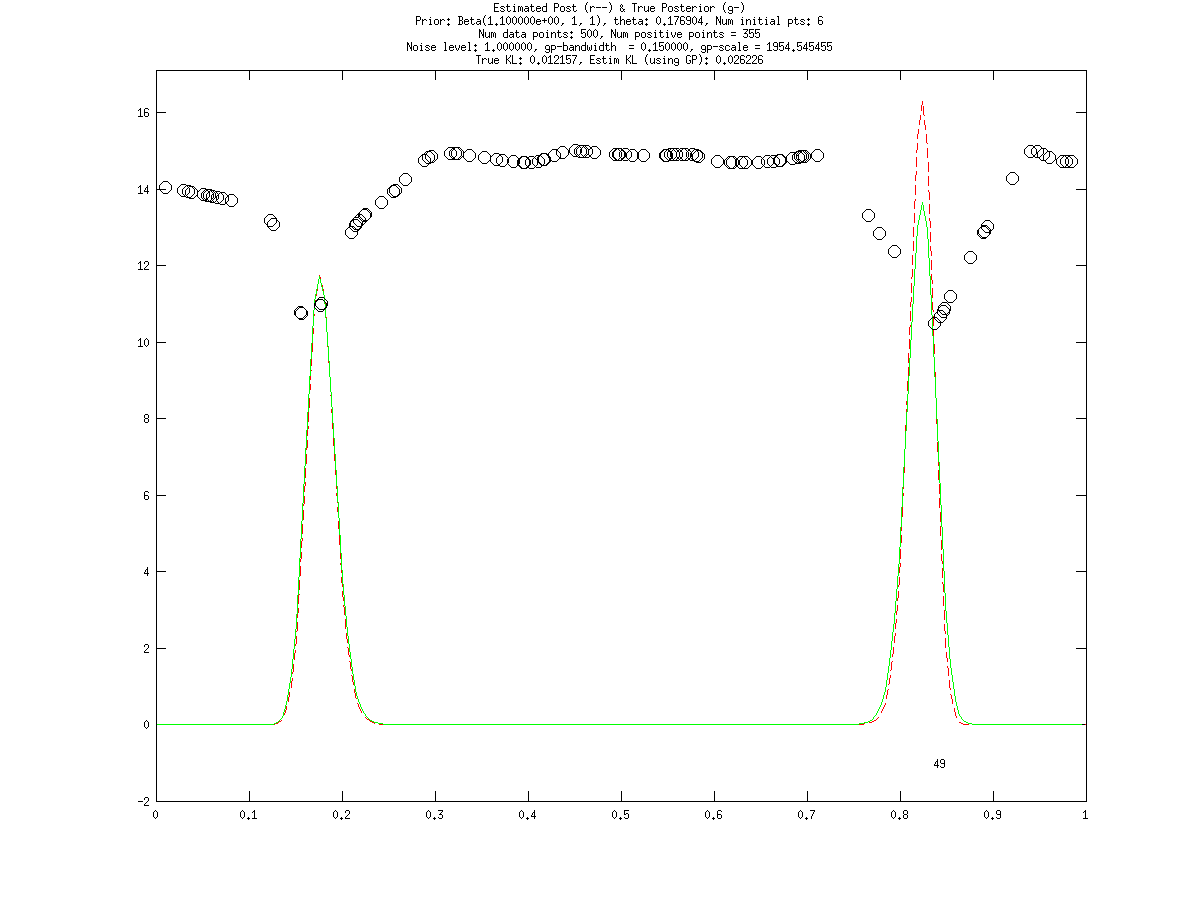 Estimated Post (r--) & True Posterior (g-)
Prior: Beta(1.100000e+00, 1, 1), theta: 0.176904, Num initial pts: 6
Num data points: 500, Num positive points = 355
Noise level: 1.000000, gp-bandwidth  = 0.150000, gp-scale = 1954.545455
True KL: 0.012157, Estim KL (using GP): 0.026226
16
14
12
10
8
6
4
2
0
49
-2
0 0.1 0.2 0.3 0.4 0.5 0.6 0.7 0.8 0.9 1